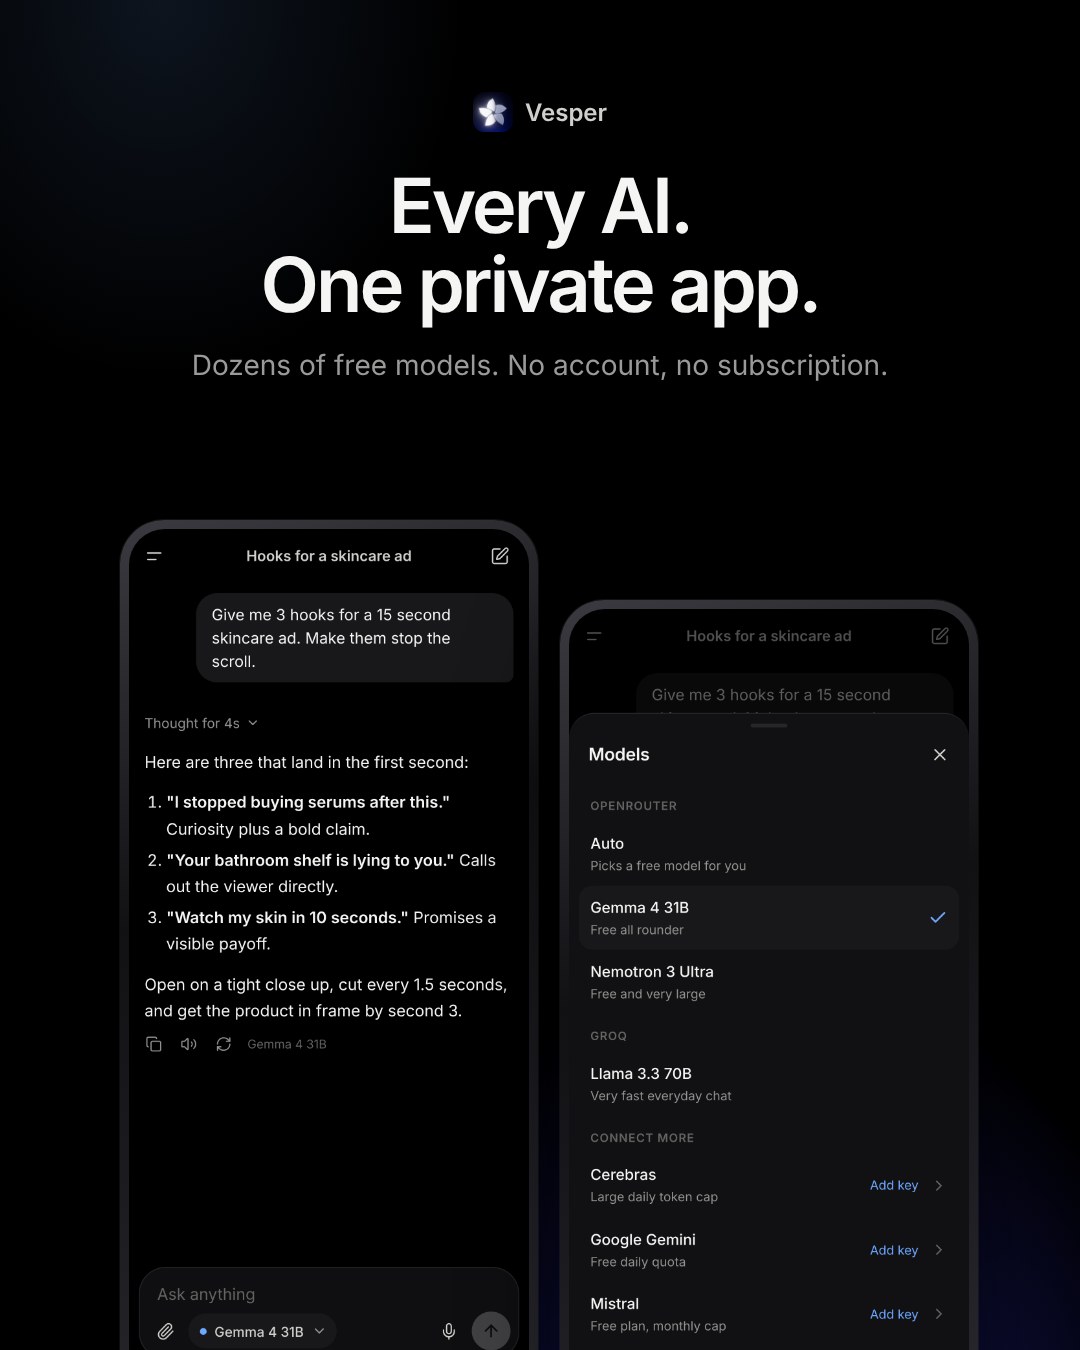 Vesper
Every AI.
One private app.
Dozens of free models. No account, no subscription.
Hooks for a skincare ad
Give me 3 hooks for a 15 second
skincare ad. Make them stop the
scroll.
Thought for 4s
Here are three that land in the first second:
1. "I stopped buying serums after this."
Curiosity plus a bold claim.
2. "Your bathroom shelf is lying to you." Calls
out the viewer directly.
3. "Watch my skin in 10 seconds." Promises a
visible payoff.
Open on a tight close up, cut every 1.5 seconds,
and get the product in frame by second 3.
Gemma 4 31B
Ask anything
Gemma 4 31B
Hooks for a skincare ad
Give me 3 hooks for a 15 second
Models
OPENROUTER
Auto
Picks a free model for you
Gemma 4 31B
Free all rounder
Nemotron 3 Ultra
Free and very large
GROQ
Llama 3.3 70B
Very fast everyday chat
CONNECT MORE
Cerebras
Add key
Large daily token cap
Google Gemini
Add key
Free daily quota
Mistral
Add key
Free plan, monthly cap